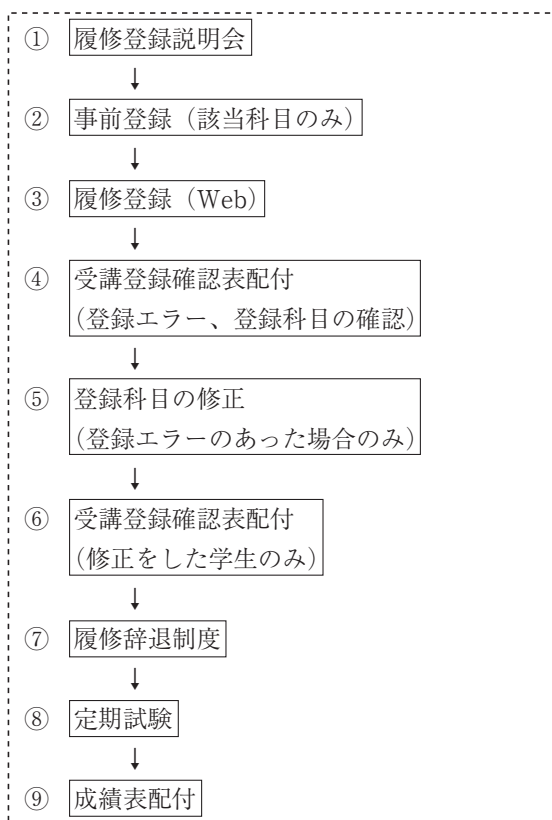 ① 履修登録説明会
↓
② 事前登録（該当科目のみ）
↓
③ 履修登録（Web）
↓
④ 受講登録確認表配付
（登録エラー、登録科目の確認）
↓
⑤ 登録科目の修正
（登録エラーのあった場合のみ）
↓
⑥ 受講登録確認表配付
（修正をした学生のみ）
↓
⑦ 履修辞退制度
↓
⑧ 定期試験
↓
⑨ 成績表配付